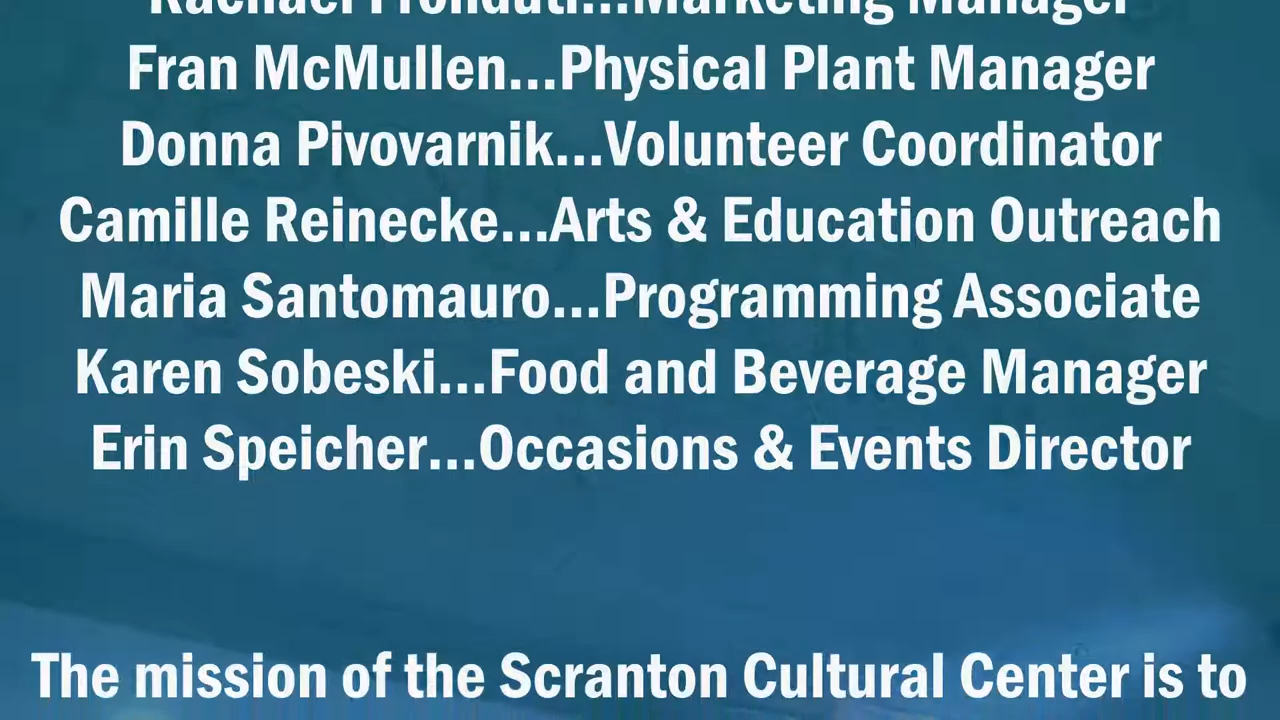 Marketing Manager
Fran McMullen...Physical Plant Manager
Donna Pivovarnik...Volunteer Coordinator
Camille Reinecke...Arts & Education Outreach
Maria Santomauro...Programming Associate
Karen Sobeski...Food and Beverage Manager
Erin Speicher...Occasions & Events Director
The mission of the Scranton Cultural Center is to